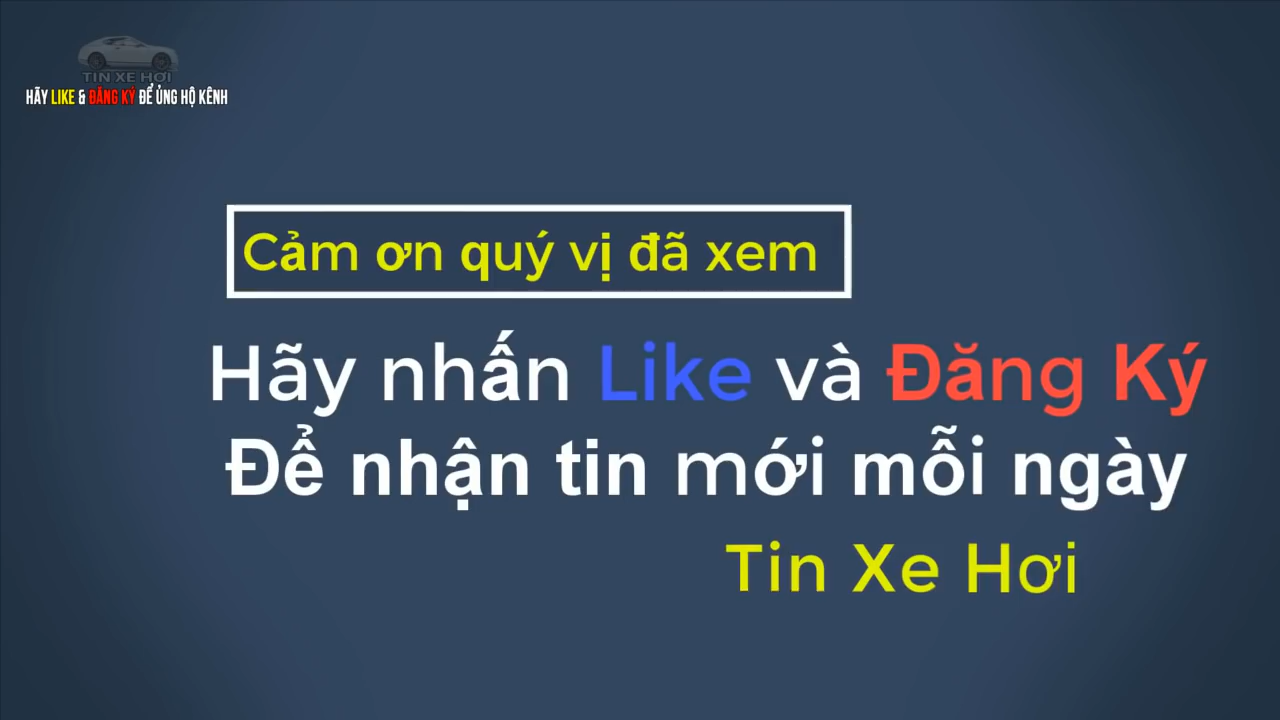 TIN XE HƠI
HÃY LIKE & ĐĂNG KÝ ĐỂ ỦNG HỘ KÊNH
Cảm ơn quý vị đã xem
Hãy nhấn Like và Đăng Ký
Để nhận tin mới mỗi ngày
Tin Xe Hơi